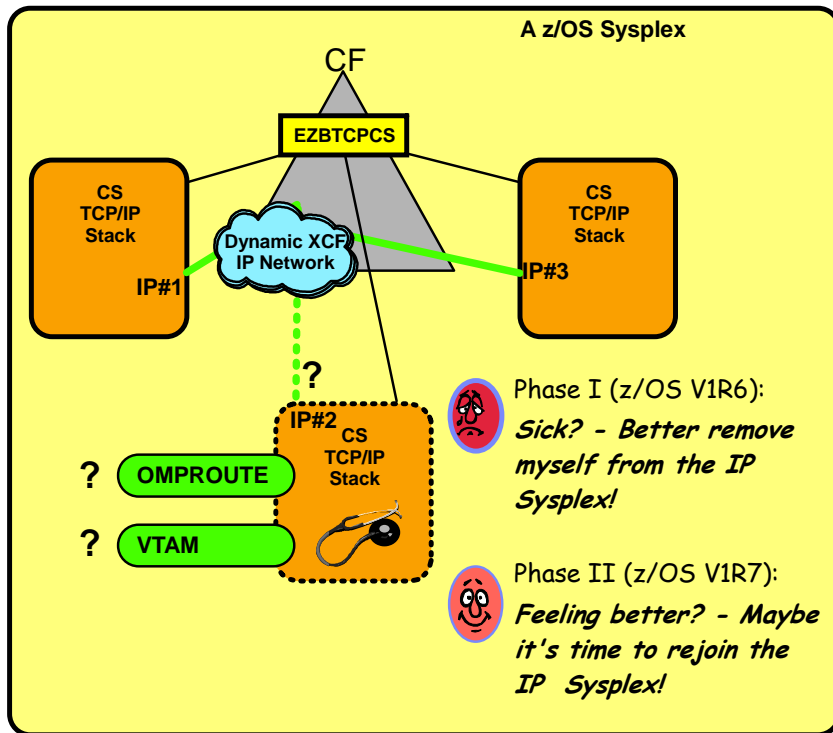 A z/OS Sysplex
CF
EZBTCPCS
CS
TCP/IP
Stack
IP#1
Dynamic XCF
IP Network
CS
TCP/IP
Stack
IP#3
?
IP#2
CS
TCP/IP
Stack
? OMPROUTE
? VTAM
Phase I (z/OS V1R6):
Sick? - Better remove
myself from the IP
Sysplex!
Phase II (z/OS V1R7):
Feeling better? - Maybe
it's time to rejoin the
IP Sysplex!